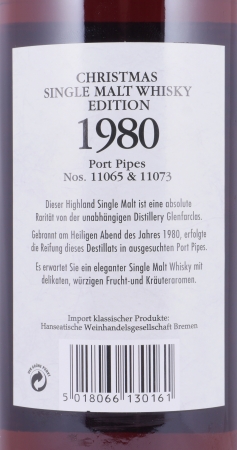 CHRISTMAS
SINGLE MALT WHISKY
EDITION
1980
Port Pipes
Nos. 11065 & 11073
Dieser Highland Single Malt ist eine absolute
Rarität von der unabhängigen Distillery Glenfarclas.
Gebrannt am Heiligen Abend des Jahres 1980, erfolgte
die Reifung dieses Destillats in ausgesuchten Port Pipes.
Es erwartet Sie ein eleganter Single Malt Whisky mit
delikaten, würzigen Frucht-und Kräuteraromen.
Import klassischer Produkte:
Hanseatische Weinhandelsgesellschaft Bremen
5 018066 130161